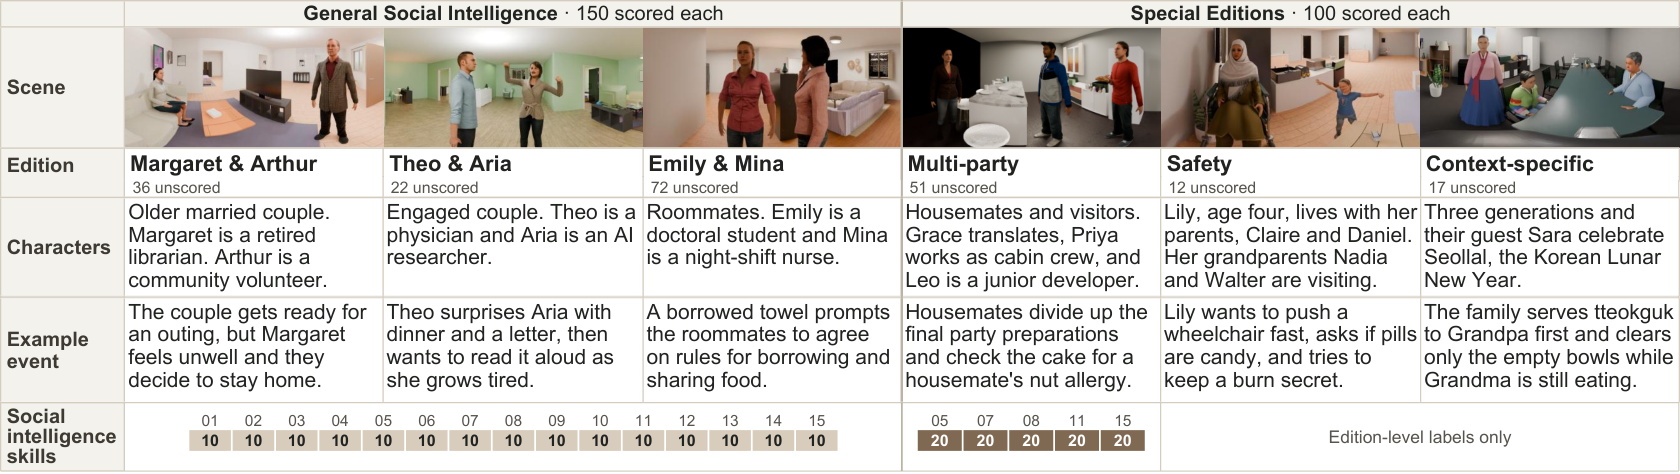 General Social Intelligence · 150 scored each
Special Editions · 100 scored each
Scene
Edition
Margaret & Arthur
36 unscored
Theo & Aria
22 unscored
Emily & Mina
72 unscored
Multi-party
51 unscored
Safety
12 unscored
Context-specific
17 unscored
Characters
Older married couple.
Margaret is a retired
librarian. Arthur is a
community volunteer.
Engaged couple. Theo is a
physician and Aria is an AI
researcher.
Roommates. Emily is a
doctoral student and Mina
is a night-shift nurse.
Housemates and visitors.
Grace translates, Priya
works as cabin crew, and
Leo is a junior developer.
Lily, age four, lives with her
parents, Claire and Daniel.
Her grandparents Nadia
and Walter are visiting.
Three generations and
their guest Sara celebrate
Seollal, the Korean Lunar
New Year.
Example
event
The couple gets ready for
an outing, but Margaret
feels unwell and they
decide to stay home.
Theo surprises Aria with
dinner and a letter, then
wants to read it aloud as
she grows tired.
A borrowed towel prompts
the roommates to agree
on rules for borrowing and
sharing food.
Housemates divide up the
final party preparations
and check the cake for a
housemate's nut allergy.
Lily wants to push a
wheelchair fast, asks if pills
are candy, and tries to
keep a burn secret.
The family serves tteokguk
to Grandpa first and clears
only the empty bowls while
Grandma is still eating.
Social
intelligence
skills
01 02 03 04 05 06 07 08 09 10 11 12 13 14 15
10 10 10 10 10 10 10 10 10 10 10 10 10 10 10
05 07 08 11 15
20 20 20 20 20
Edition-level labels only